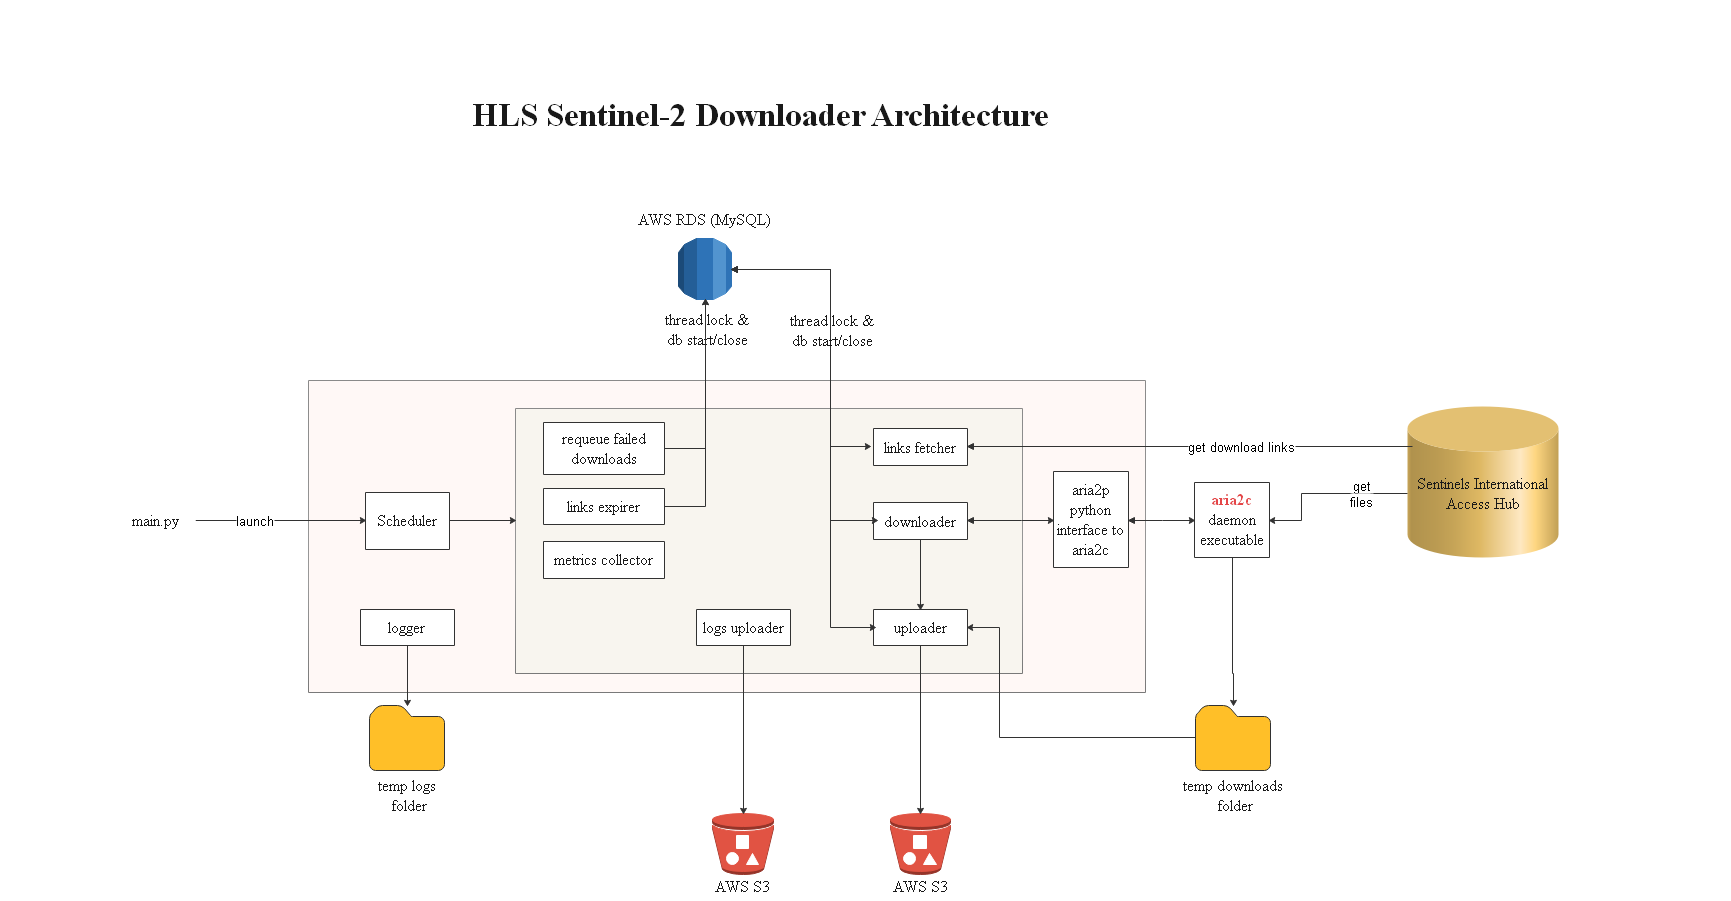 HLS Sentinel-2 Downloader Architecture
AWS RDS (MySQL)
thread lock &
db start/close
thread lock &
db start/close
requeue failed
downloads
links expirer
metrics collector
logs uploader
links fetcher
downloader
uploader
main.py
launch
Scheduler
logger
aria2p
python
interface to
aria2c
aria2c
daemon
executable
get download links
get
files
Sentinels International
Access Hub
temp logs
folder
temp downloads
folder
AWS S3
AWS S3